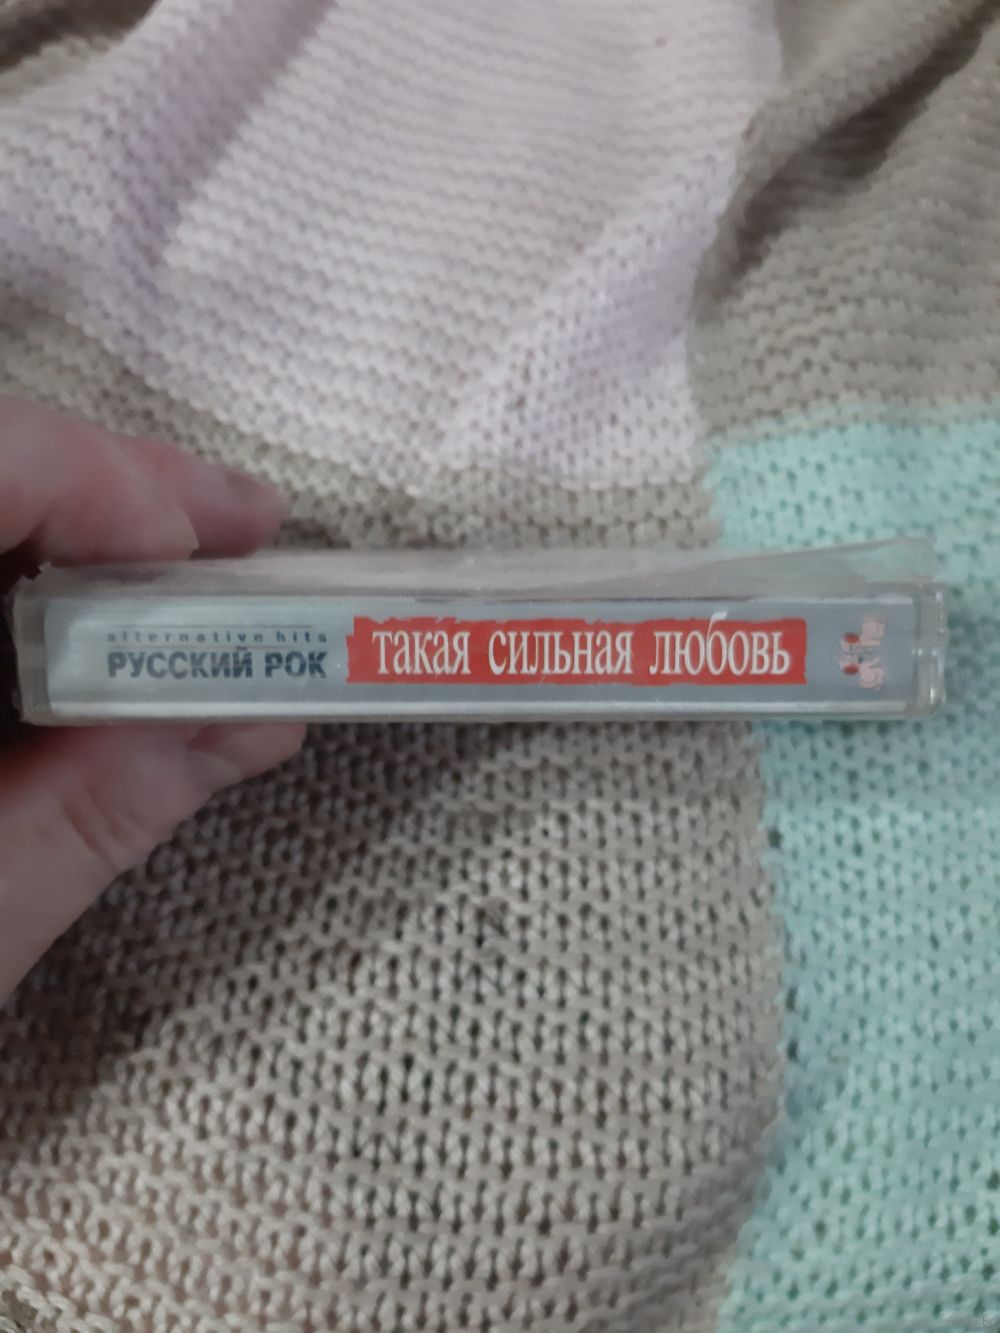 alternative hits
РУССКИЙ РОК
такая сильная любовь